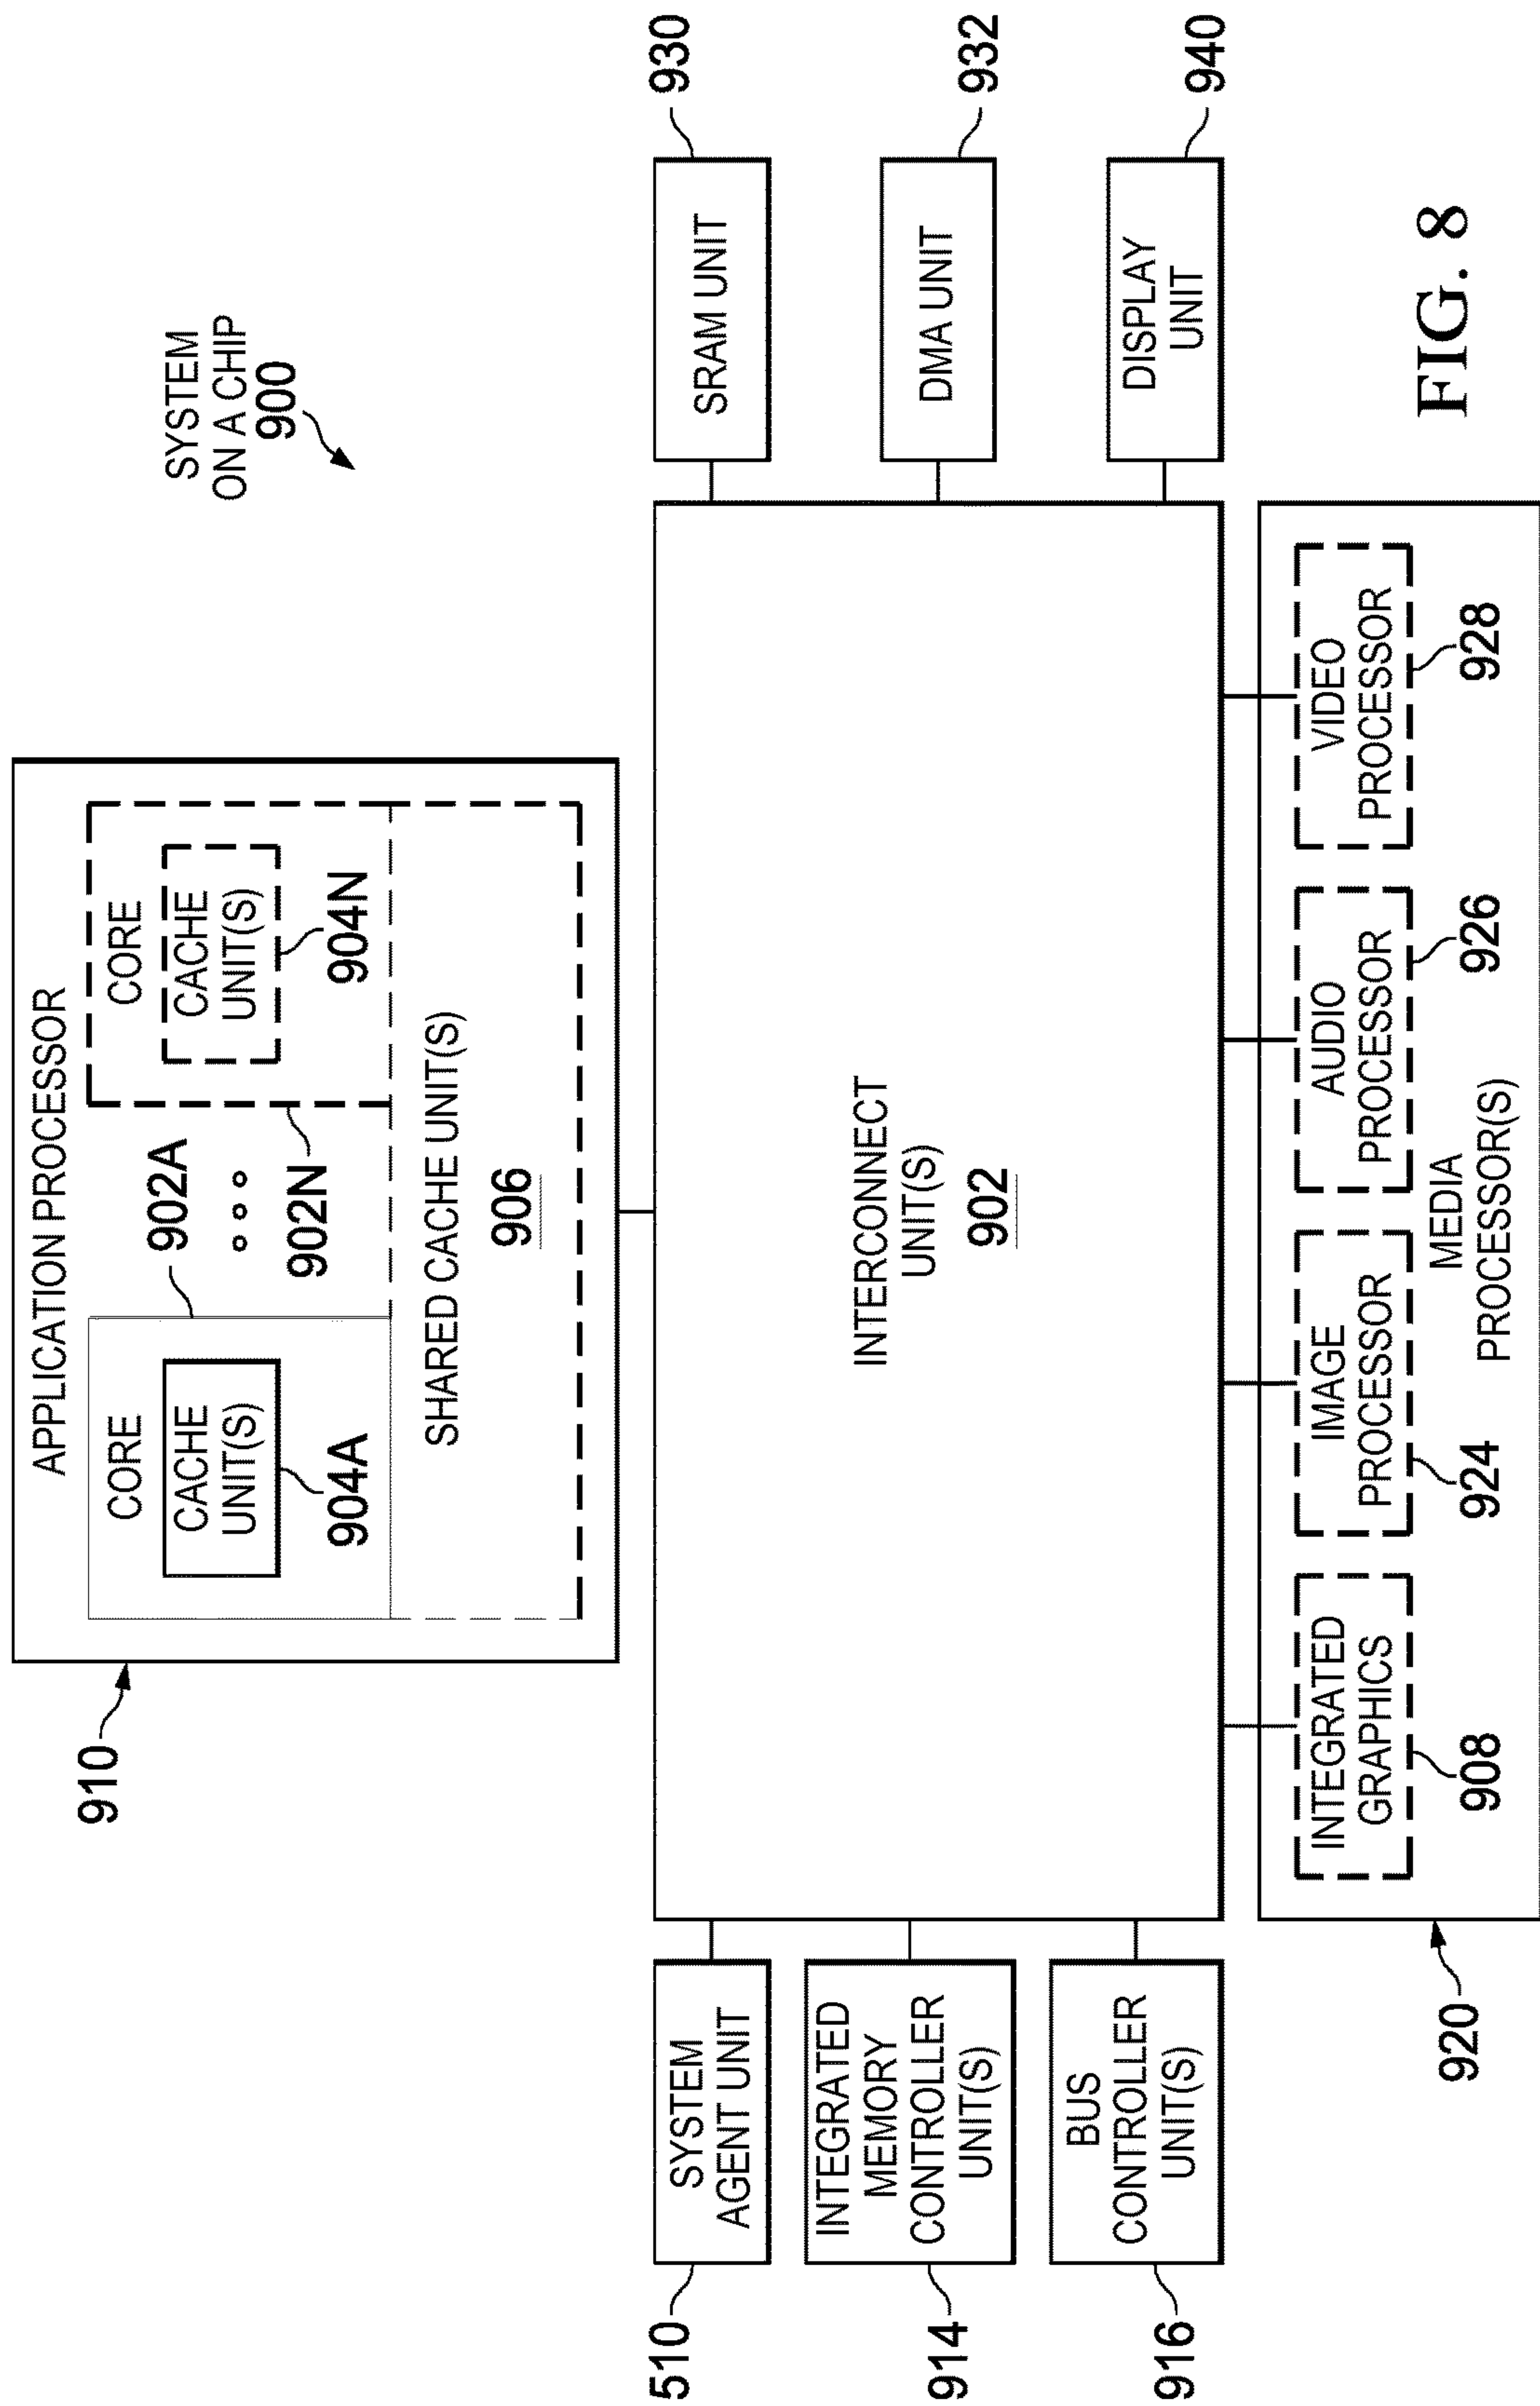 SYSTEM
ON A CHIP
900
910
APPLICATION PROCESSOR
CORE
CACHE
UNIT(S)
904A
902A
902N
CORE
CACHE
UNIT(S)
904N
SHARED CACHE UNIT(S)
906
510
SYSTEM
AGENT UNIT
914
INTEGRATED
MEMORY
CONTROLLER
UNIT(S)
916
BUS
CONTROLLER
UNIT(S)
INTERCONNECT
UNIT(S)
902
SRAM UNIT
930
DMA UNIT
932
DISPLAY
UNIT
940
920
INTEGRATED
GRAPHICS
908
IMAGE
PROCESSOR
924
AUDIO
PROCESSOR
926
VIDEO
PROCESSOR
928
MEDIA
PROCESSOR(S)
FIG. 8